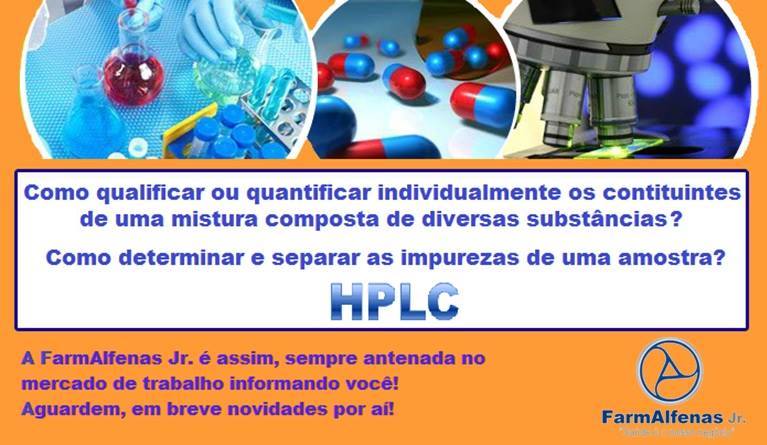 Como qualificar ou quantificar individualmente os contituintes
de uma mistura composta de diversas substâncias?
Como determinar e separar as impurezas de uma amostra?
HPLC
A FarmAlfenas Jr. é assim, sempre antenada no
mercado de trabalho informando você!
Aguardem, em breve novidades por aí!
FarmAlfenas Jr.